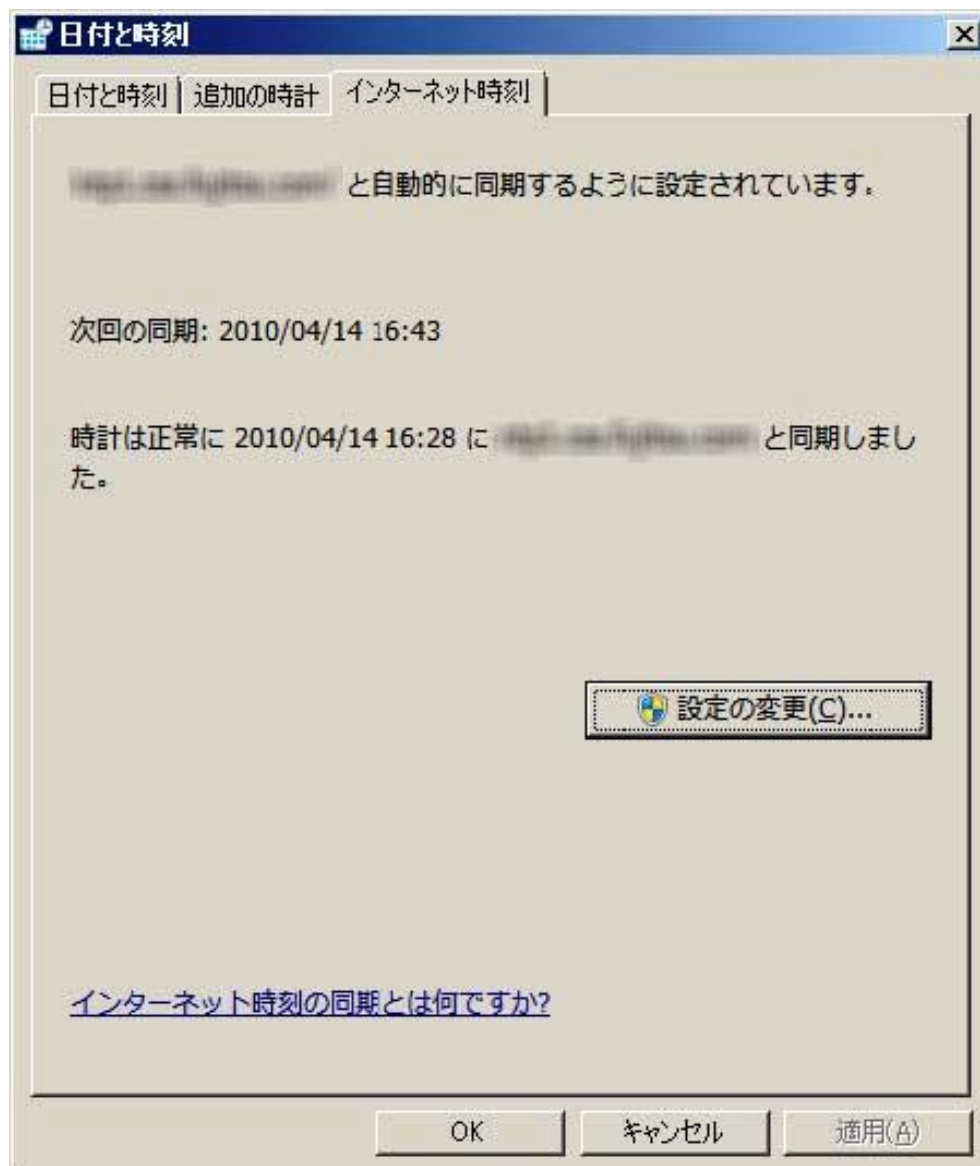 日付と時刻
日付と時刻 追加の時計 インターネット時刻
と自動的に同期するように設定されています。
次回の同期: 2010/04/14 16:43
時計は正常に 2010/04/14 16:28 に と同期しまし
た。
設定の変更(C)...
インターネット時刻の同期とは何ですか?
OK キャンセル 適用(A)